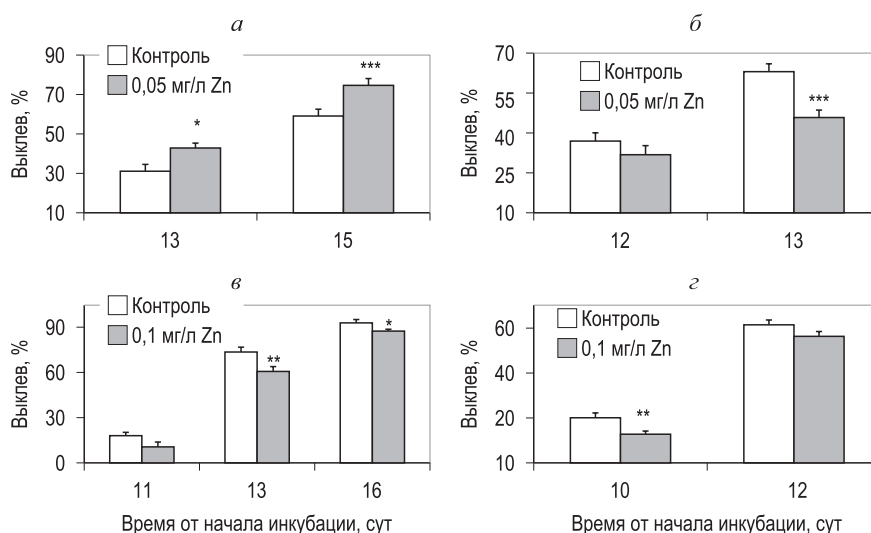 а
Выклев, %
90
70
50
30
10
Контроль
0,05 мг/л Zn
*
***
13
15
б
Выклев, %
70
55
40
25
10
Контроль
0,05 мг/л Zn
***
12
13
в
Выклев, %
90
60
30
0
Контроль
0,1 мг/л Zn
**
*
11
13
16
Время от начала инкубации, сут
г
Выклев, %
60
40
20
10
Контроль
0,1 мг/л Zn
**
10
12
Время от начала инкубации, сут